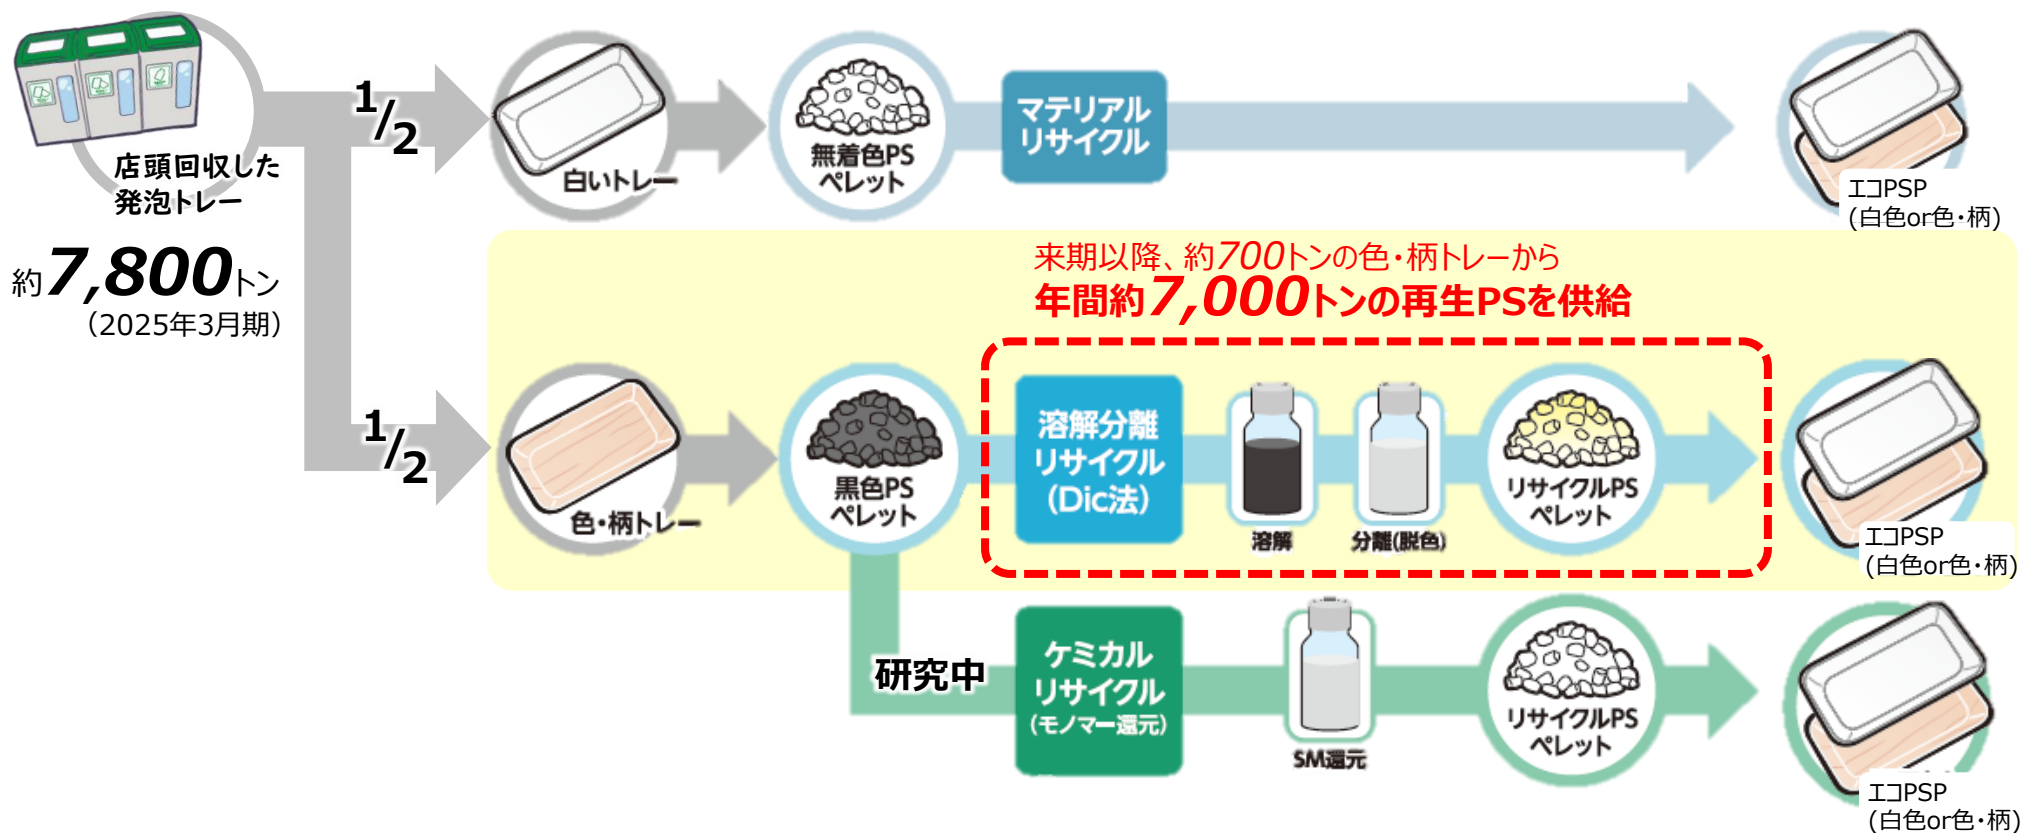 店頭回収した
発泡トレー
約7,800トン
（2025年3月期）
1/2
白いトレー
無着色PS
ペレット
マテリアル
リサイクル
エコPSP
(白色or色・柄)
来期以降、約700トンの色・柄トレーから
年間約7,000トンの再生PSを供給
1/2
色・柄トレー
黒色PS
ペレット
溶解分離
リサイクル
(Dic法)
溶解
分離(脱色)
リサイクルPS
ペレット
エコPSP
(白色or色・柄)
研究中
ケミカル
リサイクル
(モノマー還元)
SM還元
リサイクルPS
ペレット
エコPSP
(白色or色・柄)